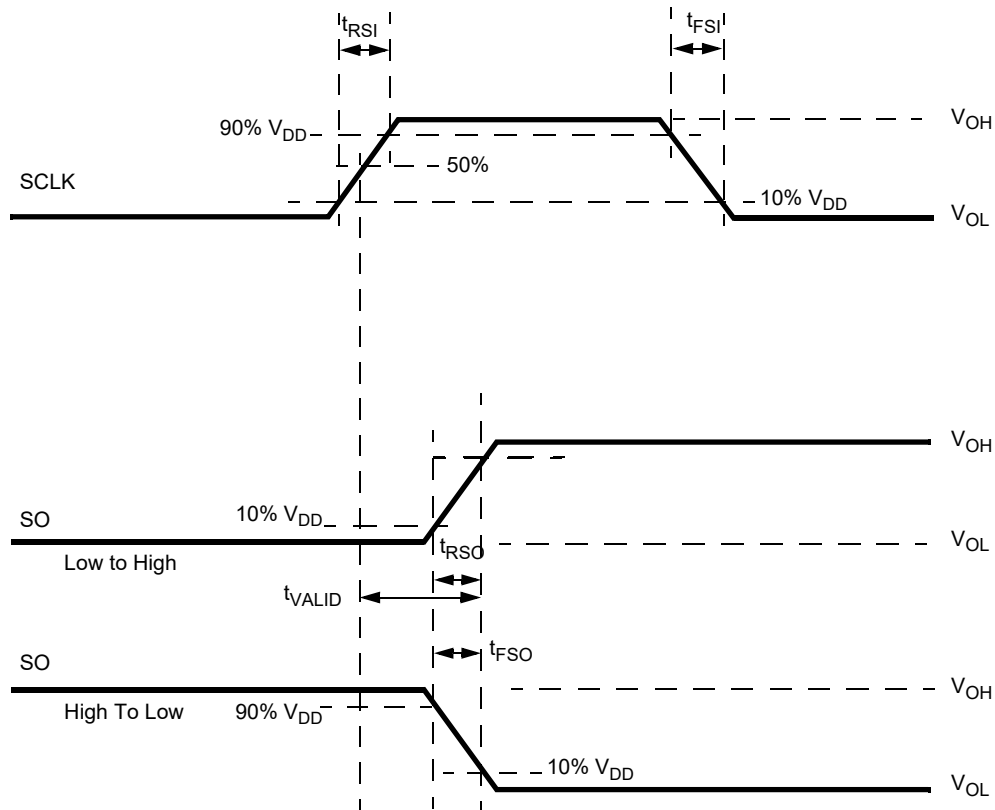 tRSI
tFSI
90% VDD
VOH
50%
SCLK
10% VDD
VOL
VOH
10% VDD
SO
VOL
Low to High
tRSO
tVALID
tFSO
SO
VOH
High To Low
90% VDD
10% VDD
VOL